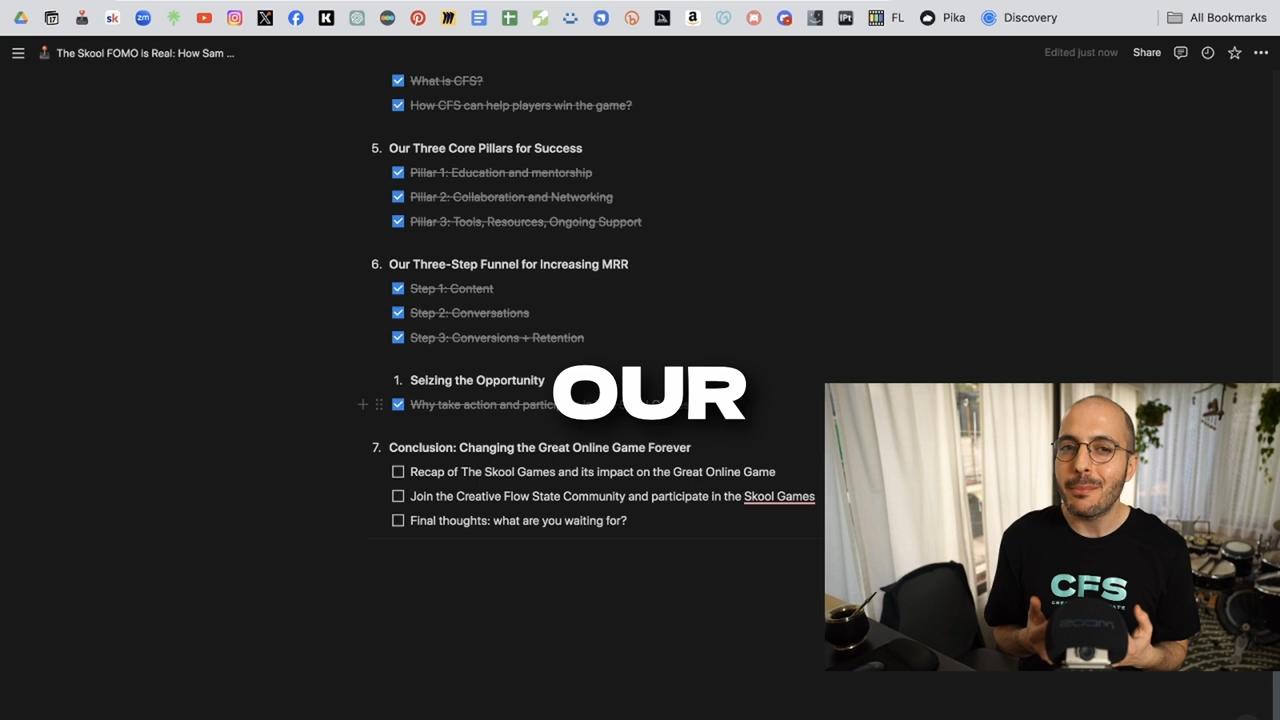 FL
Pika
Discovery
All Bookmarks
The Skool FOMO is Real: How Sam ...
Edited just now
Share
What is CFS?
How CFS can help players win the game?
5. Our Three Core Pillars for Success
Pillar 1: Education and mentorship
Pillar 2: Collaboration and Networking
Pillar 3: Tools, Resources, Ongoing Support
6. Our Three-Step Funnel for Increasing MRR
Step 1: Content
Step 2: Conversations
Step 3: Conversions + Retention
1. Seizing the Opportunity
OUR
Why take action and
7. Conclusion: Changing the Great Online Game Forever
Recap of The Skool Games and its impact on the Great Online Game
Join the Creative Flow State Community and participate in the Skool Games
Final thoughts: what are you waiting for?
CFS
zoom